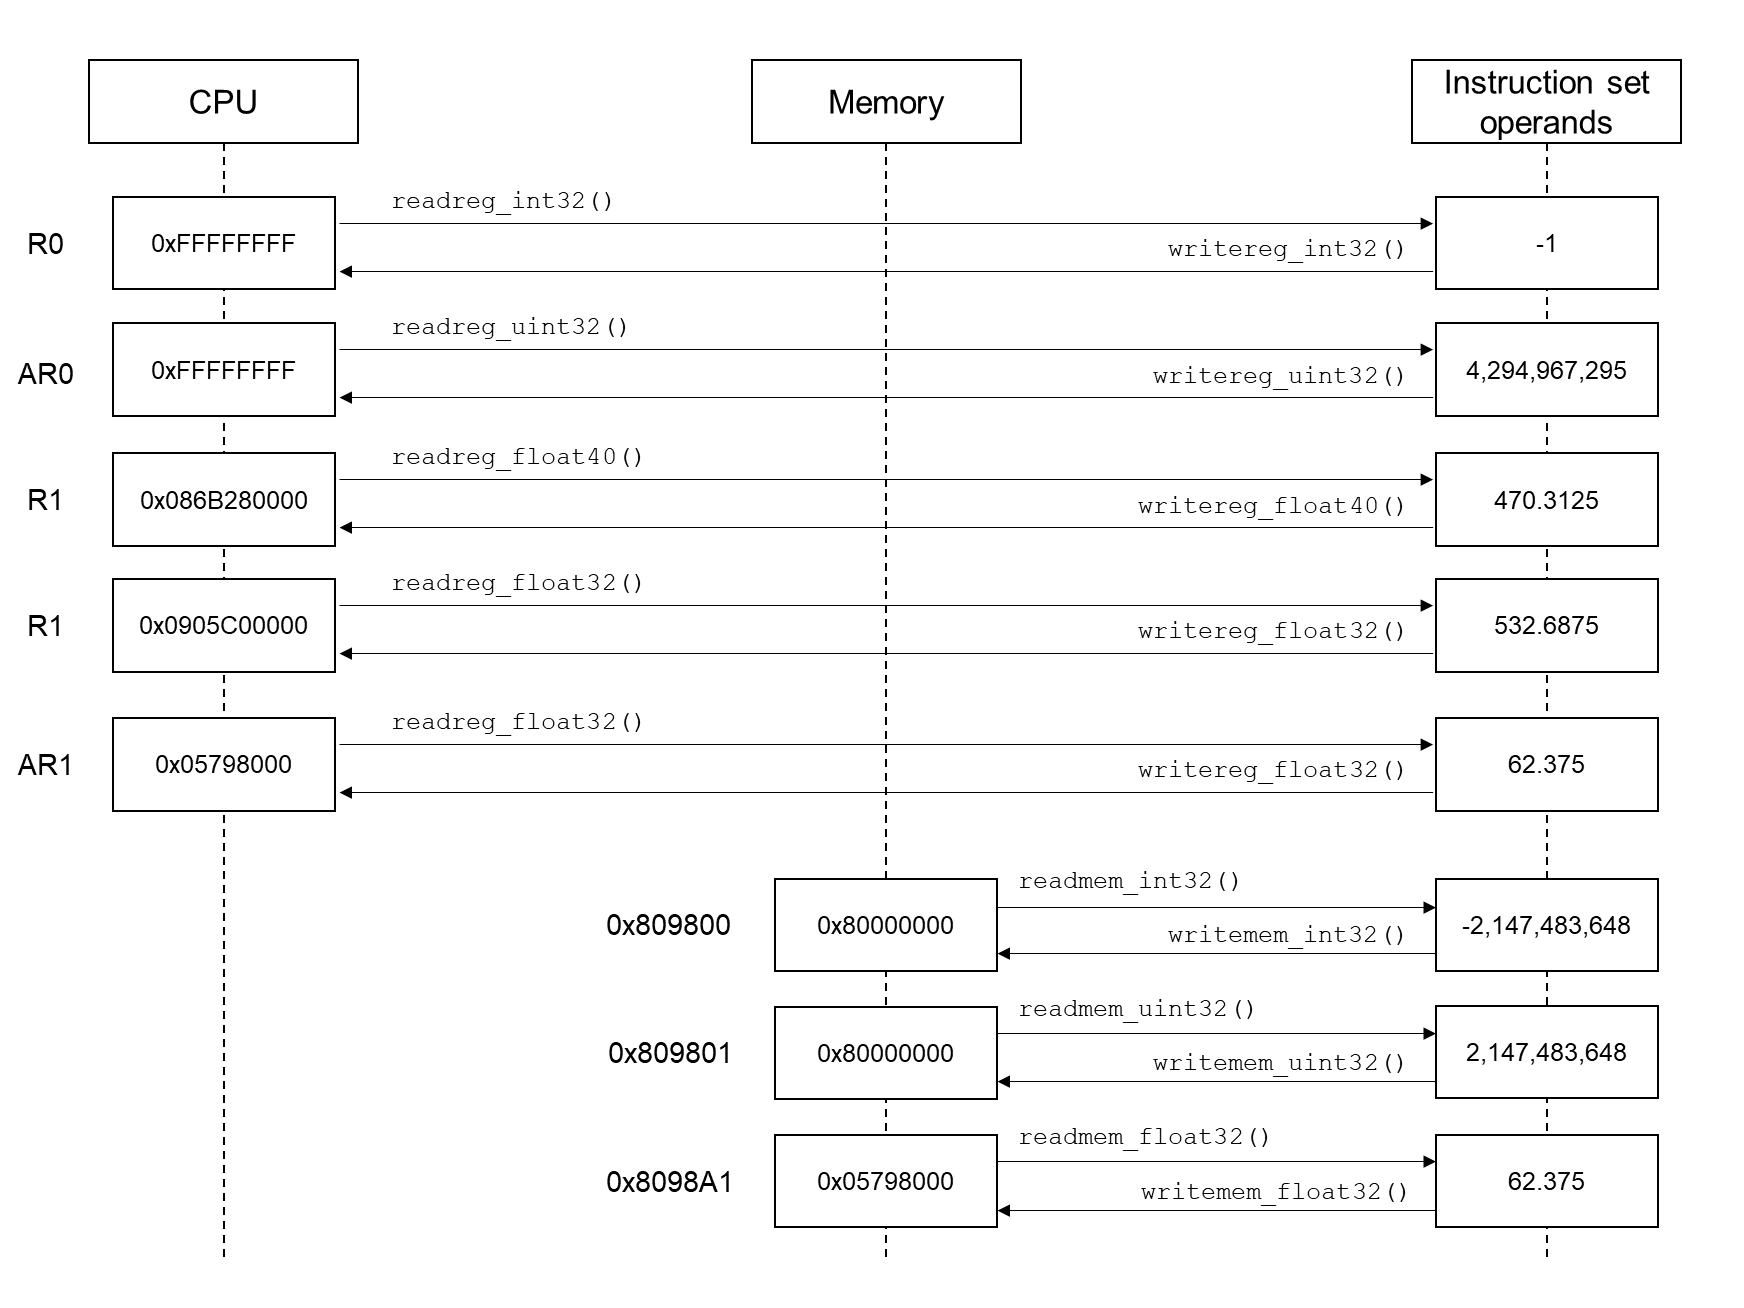 CPU
Memory
Instruction set
operands
readreg_int32()
R0
0xFFFFFFFF
writereg_int32()
-1
readreg_uint32()
AR0
0xFFFFFFFF
writereg_uint32()
4,294,967,295
readreg_float40()
R1
0x086B280000
writereg_float40()
470.3125
readreg_float32()
R1
0x0905C00000
writereg_float32()
532.6875
readreg_float32()
AR1
0x05798000
writereg_float32()
62.375
readmem_int32()
0x809800
0x80000000
writemem_int32()
-2,147,483,648
readmem_uint32()
0x809801
0x80000000
writemem_uint32()
2,147,483,648
readmem_float32()
0x8098A1
0x05798000
writemem_float32()
62.375